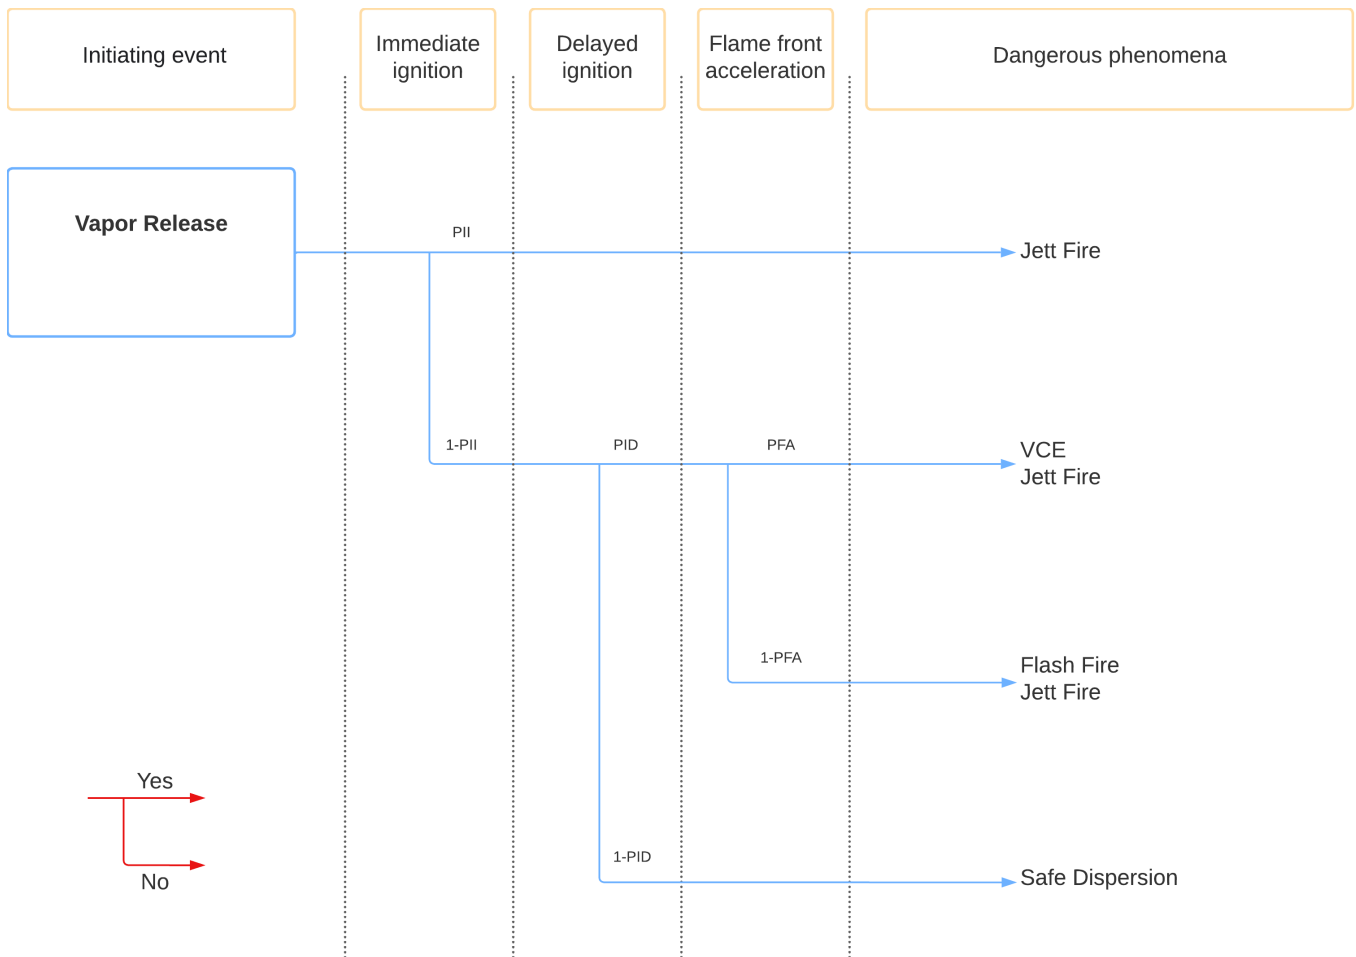 Initiating event
Immediate
ignition
Delayed
ignition
Flame front
acceleration
Dangerous phenomena
Vapor Release
PII
Jett Fire
1-PII
PID
PFA
VCE
Jett Fire
1-PFA
Flash Fire
Jett Fire
Yes
No
1-PID
Safe Dispersion